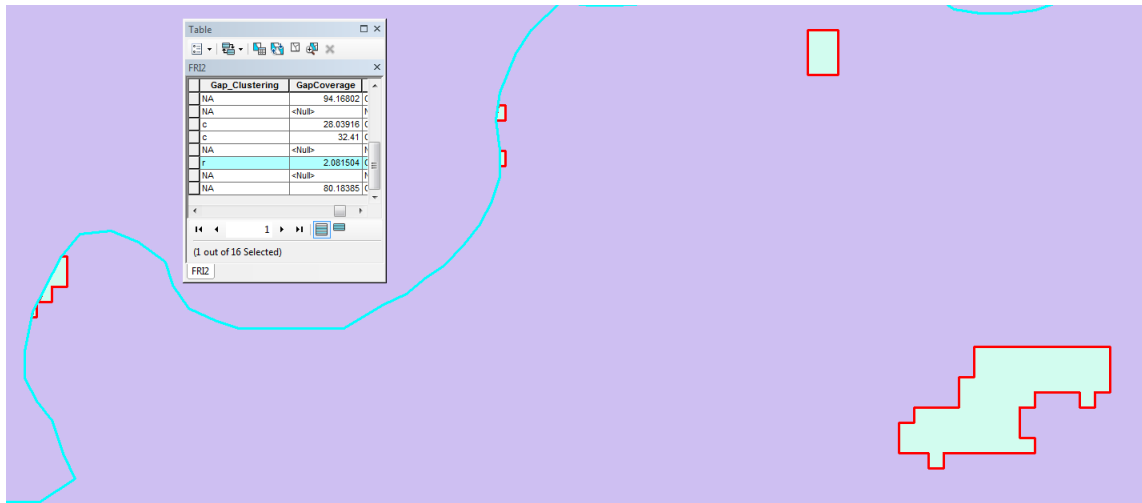 Table
FRI2
Gap_Clustering GapCoverage
NA 94.16802
NA <Null>
c 28.03916
c 32.41
NA <Null>
r 2.081504
NA <Null>
NA 80.18385
1
(1 out of 16 Selected)
FRI2